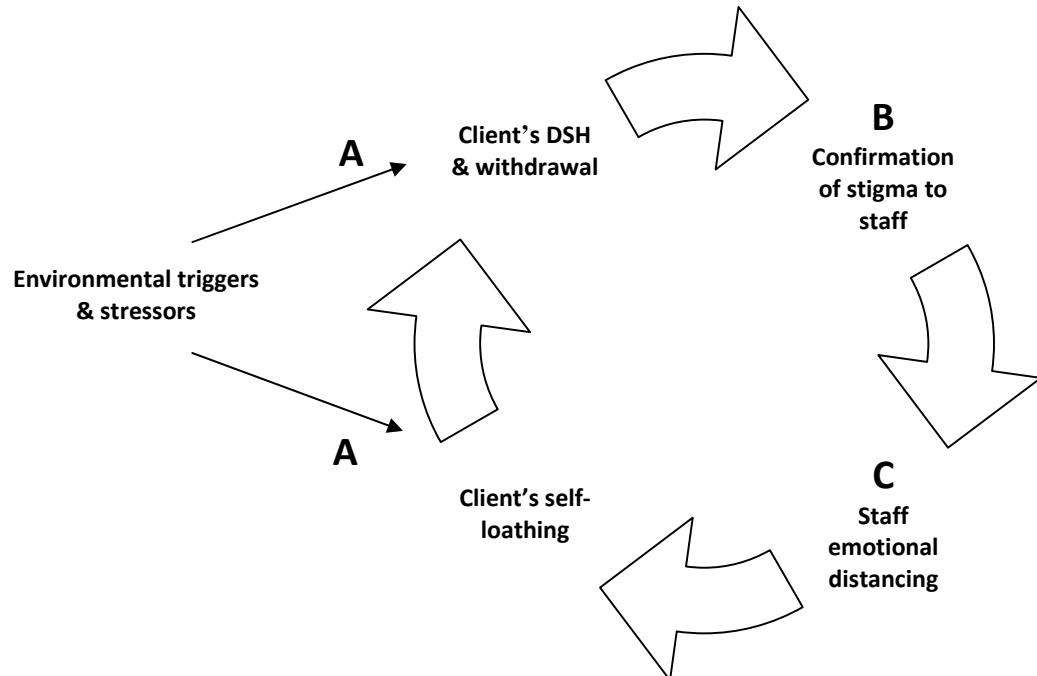 Client’s DSH
& withdrawal
A
B
Confirmation
of stigma to
staff
Environmental triggers
& stressors
A
Client’s self-
loathing
C
Staff
emotional
distancing